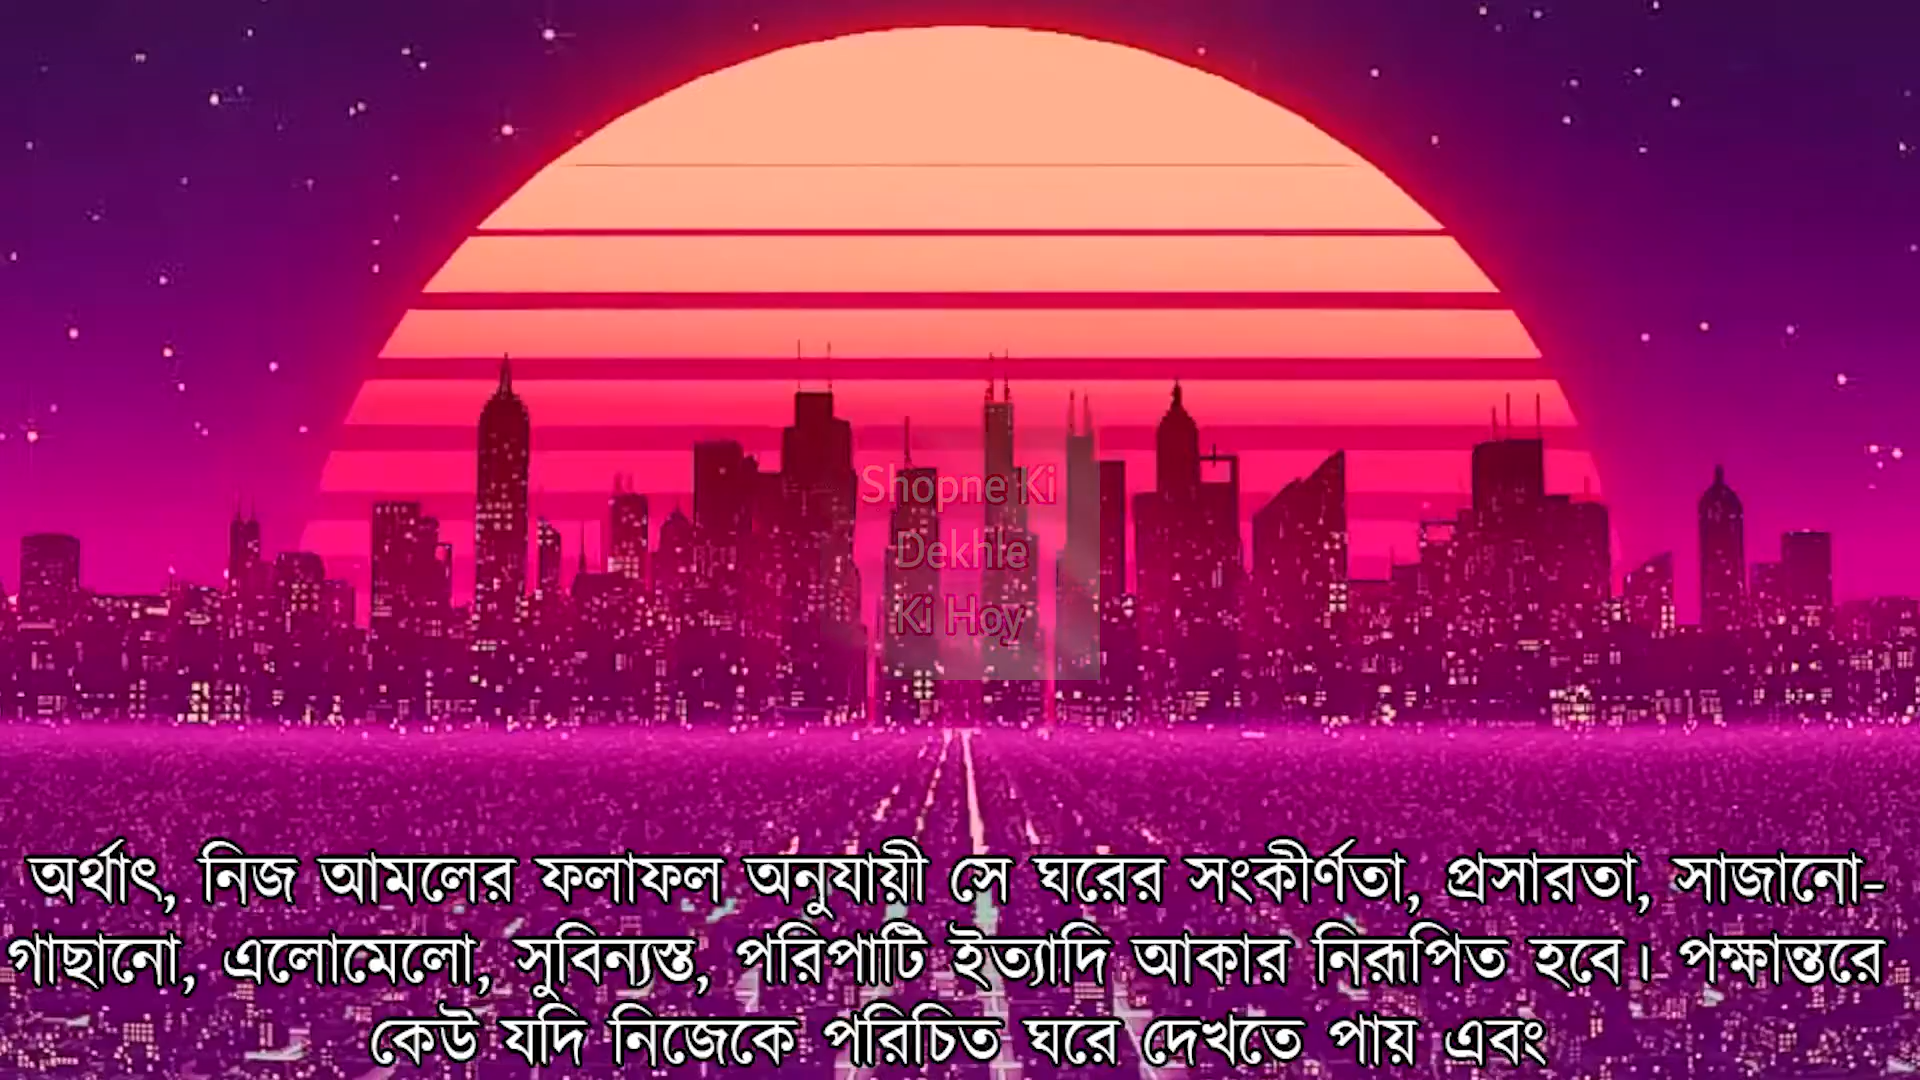 Shopne Ki
Dekhle
Ki Hoy
অর্থাৎ, নিজ আমলের ফলাফল অনুযায়ী সে ঘরের সংকীর্ণতা, প্রসারতা, সাজানো-
গাছানো, এলোমেলো, সুবিন্যস্ত, পরিপাটি ইত্যাদি আকার নিরূপিত হবে। পক্ষান্তরে
কেউ যদি নিজেকে পরিচিত ঘরে দেখতে পায় এবং